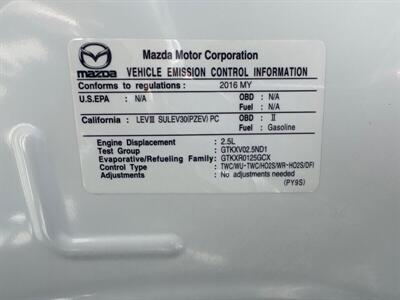 mazda
Mazda Motor Corporation
VEHICLE EMISSION CONTROL INFORMATION
Conforms to regulations : 2016 MY
U.S.EPA : N/A OBD : N/A
Fuel : N/A
California : LEVIII SULEV30(PZEV) PC OBD : II
Fuel : Gasoline
Engine Displacement : 2.5L
Test Group : GTKXV02.5ND1
Evaporative/Refueling Family: GTKXR0125GCX
Control Type : TWC/WU-TWC/HO2S/WR-HO2S/DFI
Adjustments : No adjustments needed
(PY9S)